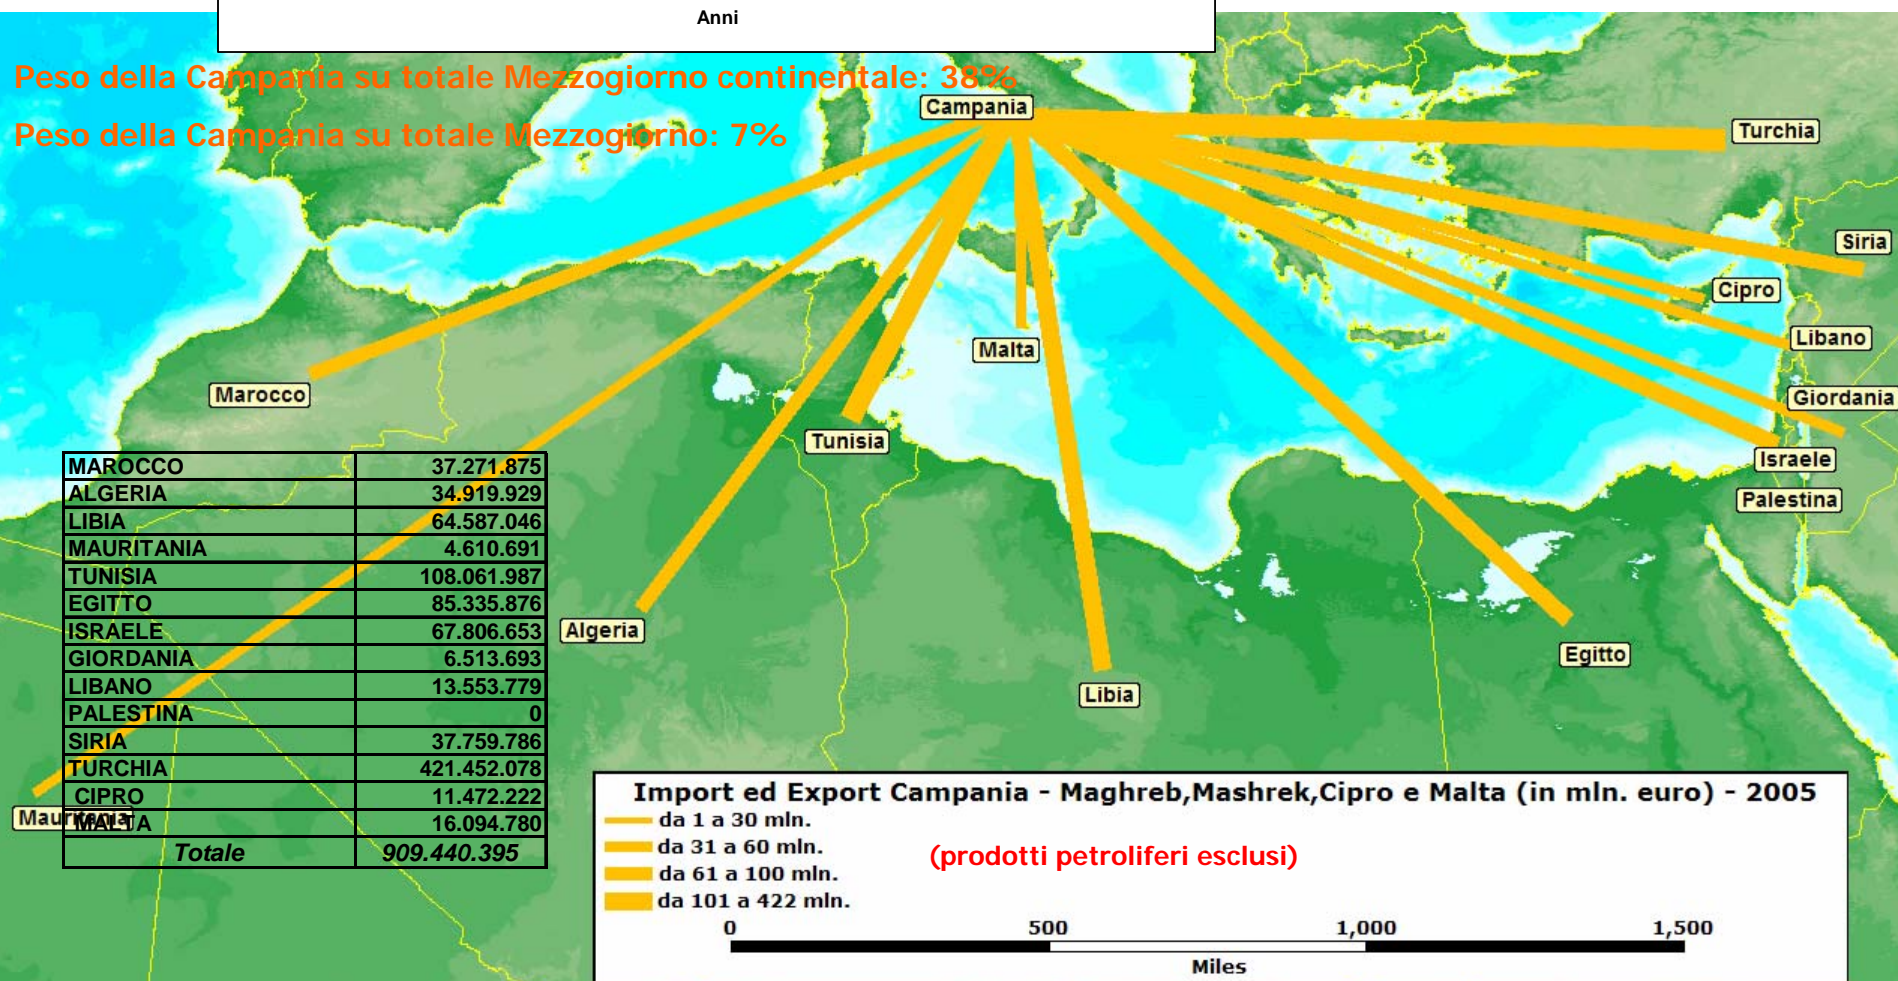 Anni
Peso della Campania su totale Mezzogiorno continentale: 38%
Peso della Campania su totale Mezzogiorno: 7%
Campania
Turchia
Siria
Cipro
Libano
Malta
Giordania
Marocco
Tunisia
Israele
Palestina
Algeria
Egitto
Libia
Mauritania
MAROCCO 37.271.875
ALGERIA 34.919.929
LIBIA 64.587.046
MAURITANIA 4.610.691
TUNISIA 108.061.987
EGITTO 85.335.876
ISRAELE 67.806.653
GIORDANIA 6.513.693
LIBANO 13.553.779
PALESTINA 0
SIRIA 37.759.786
TURCHIA 421.452.078
CIPRO 11.472.222
MALTA 16.094.780
Totale 909.440.395
Import ed Export Campania - Maghreb,Mashrek,Cipro e Malta (in mln. euro) - 2005
da 1 a 30 mln.
da 31 a 60 mln.
da 61 a 100 mln.
da 101 a 422 mln.
(prodotti petroliferi esclusi)
0 500 1,000 1,500
Miles